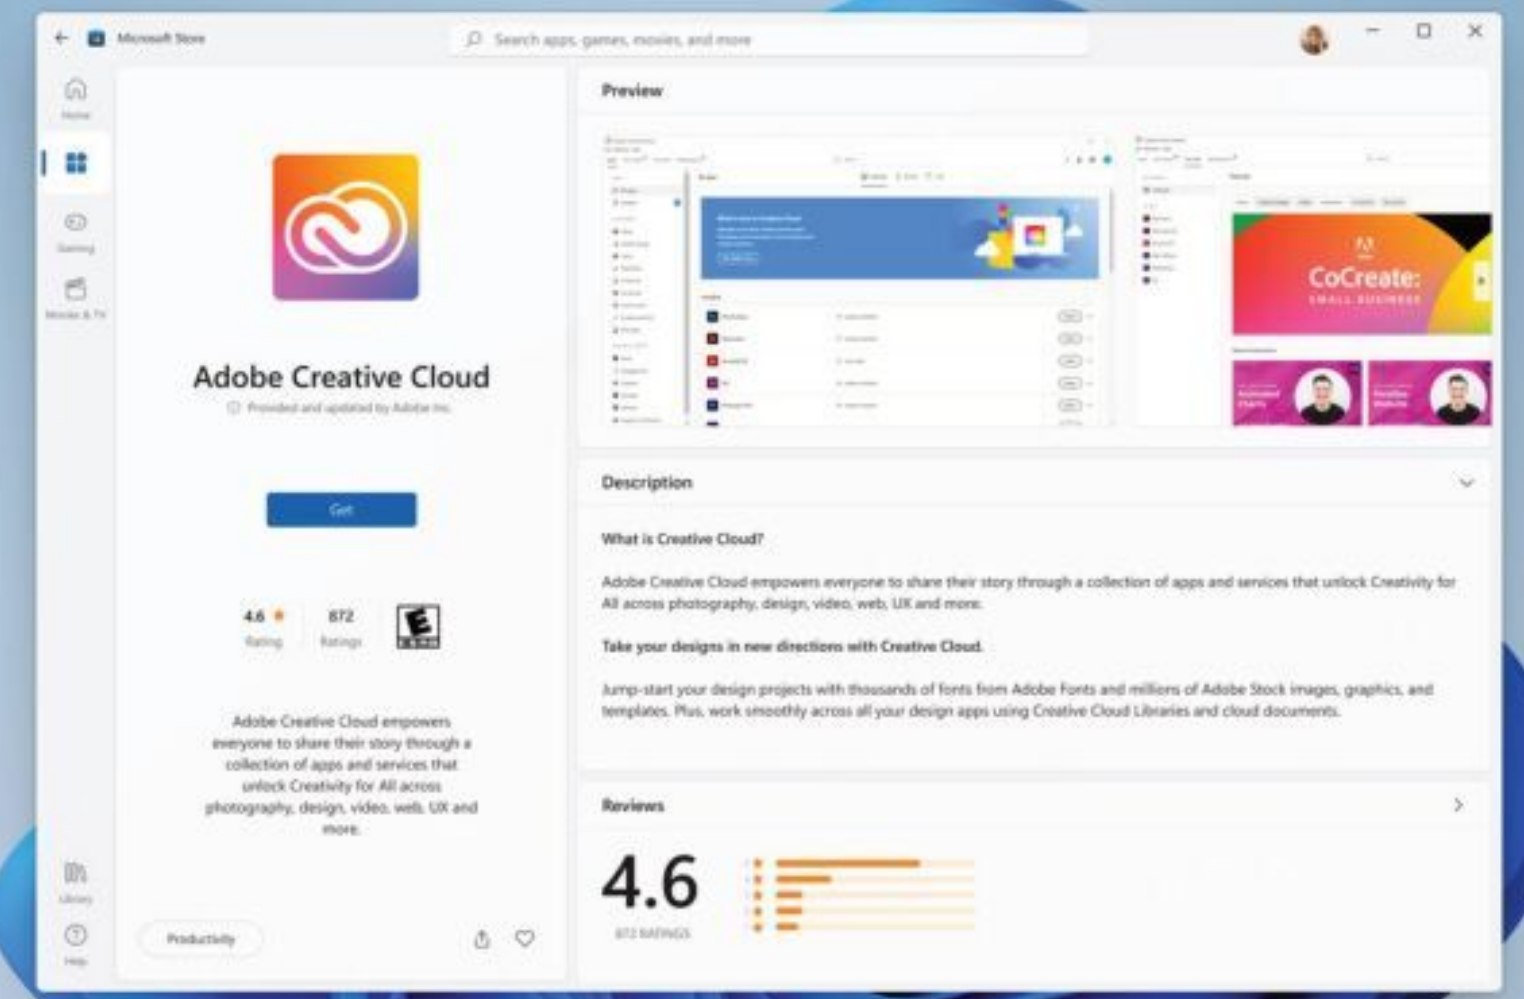 Microsoft Store
Search apps, games, movies, and more
Home
Gaming
Movies & TV
Library
Help
Adobe Creative Cloud
Provided and updated by Adobe Inc.
Get
4.6
Rating
872
Ratings
E
Adobe Creative Cloud empowers
everyone to share their story through a
collection of apps and services that
unlock Creativity for All across
photography, design, video, web, UX and
more.
Productivity
Preview
CoCreate:
SMALL BUSINESS
Description
What is Creative Cloud?
Adobe Creative Cloud empowers everyone to share their story through a collection of apps and services that unlock Creativity for
All across photography, design, video, web, UX and more.
Take your designs in new directions with Creative Cloud.
Jump-start your design projects with thousands of fonts from Adobe Fonts and millions of Adobe Stock images, graphics, and
templates. Plus, work smoothly across all your design apps using Creative Cloud Libraries and cloud documents.
Reviews
4.6
872 RATINGS